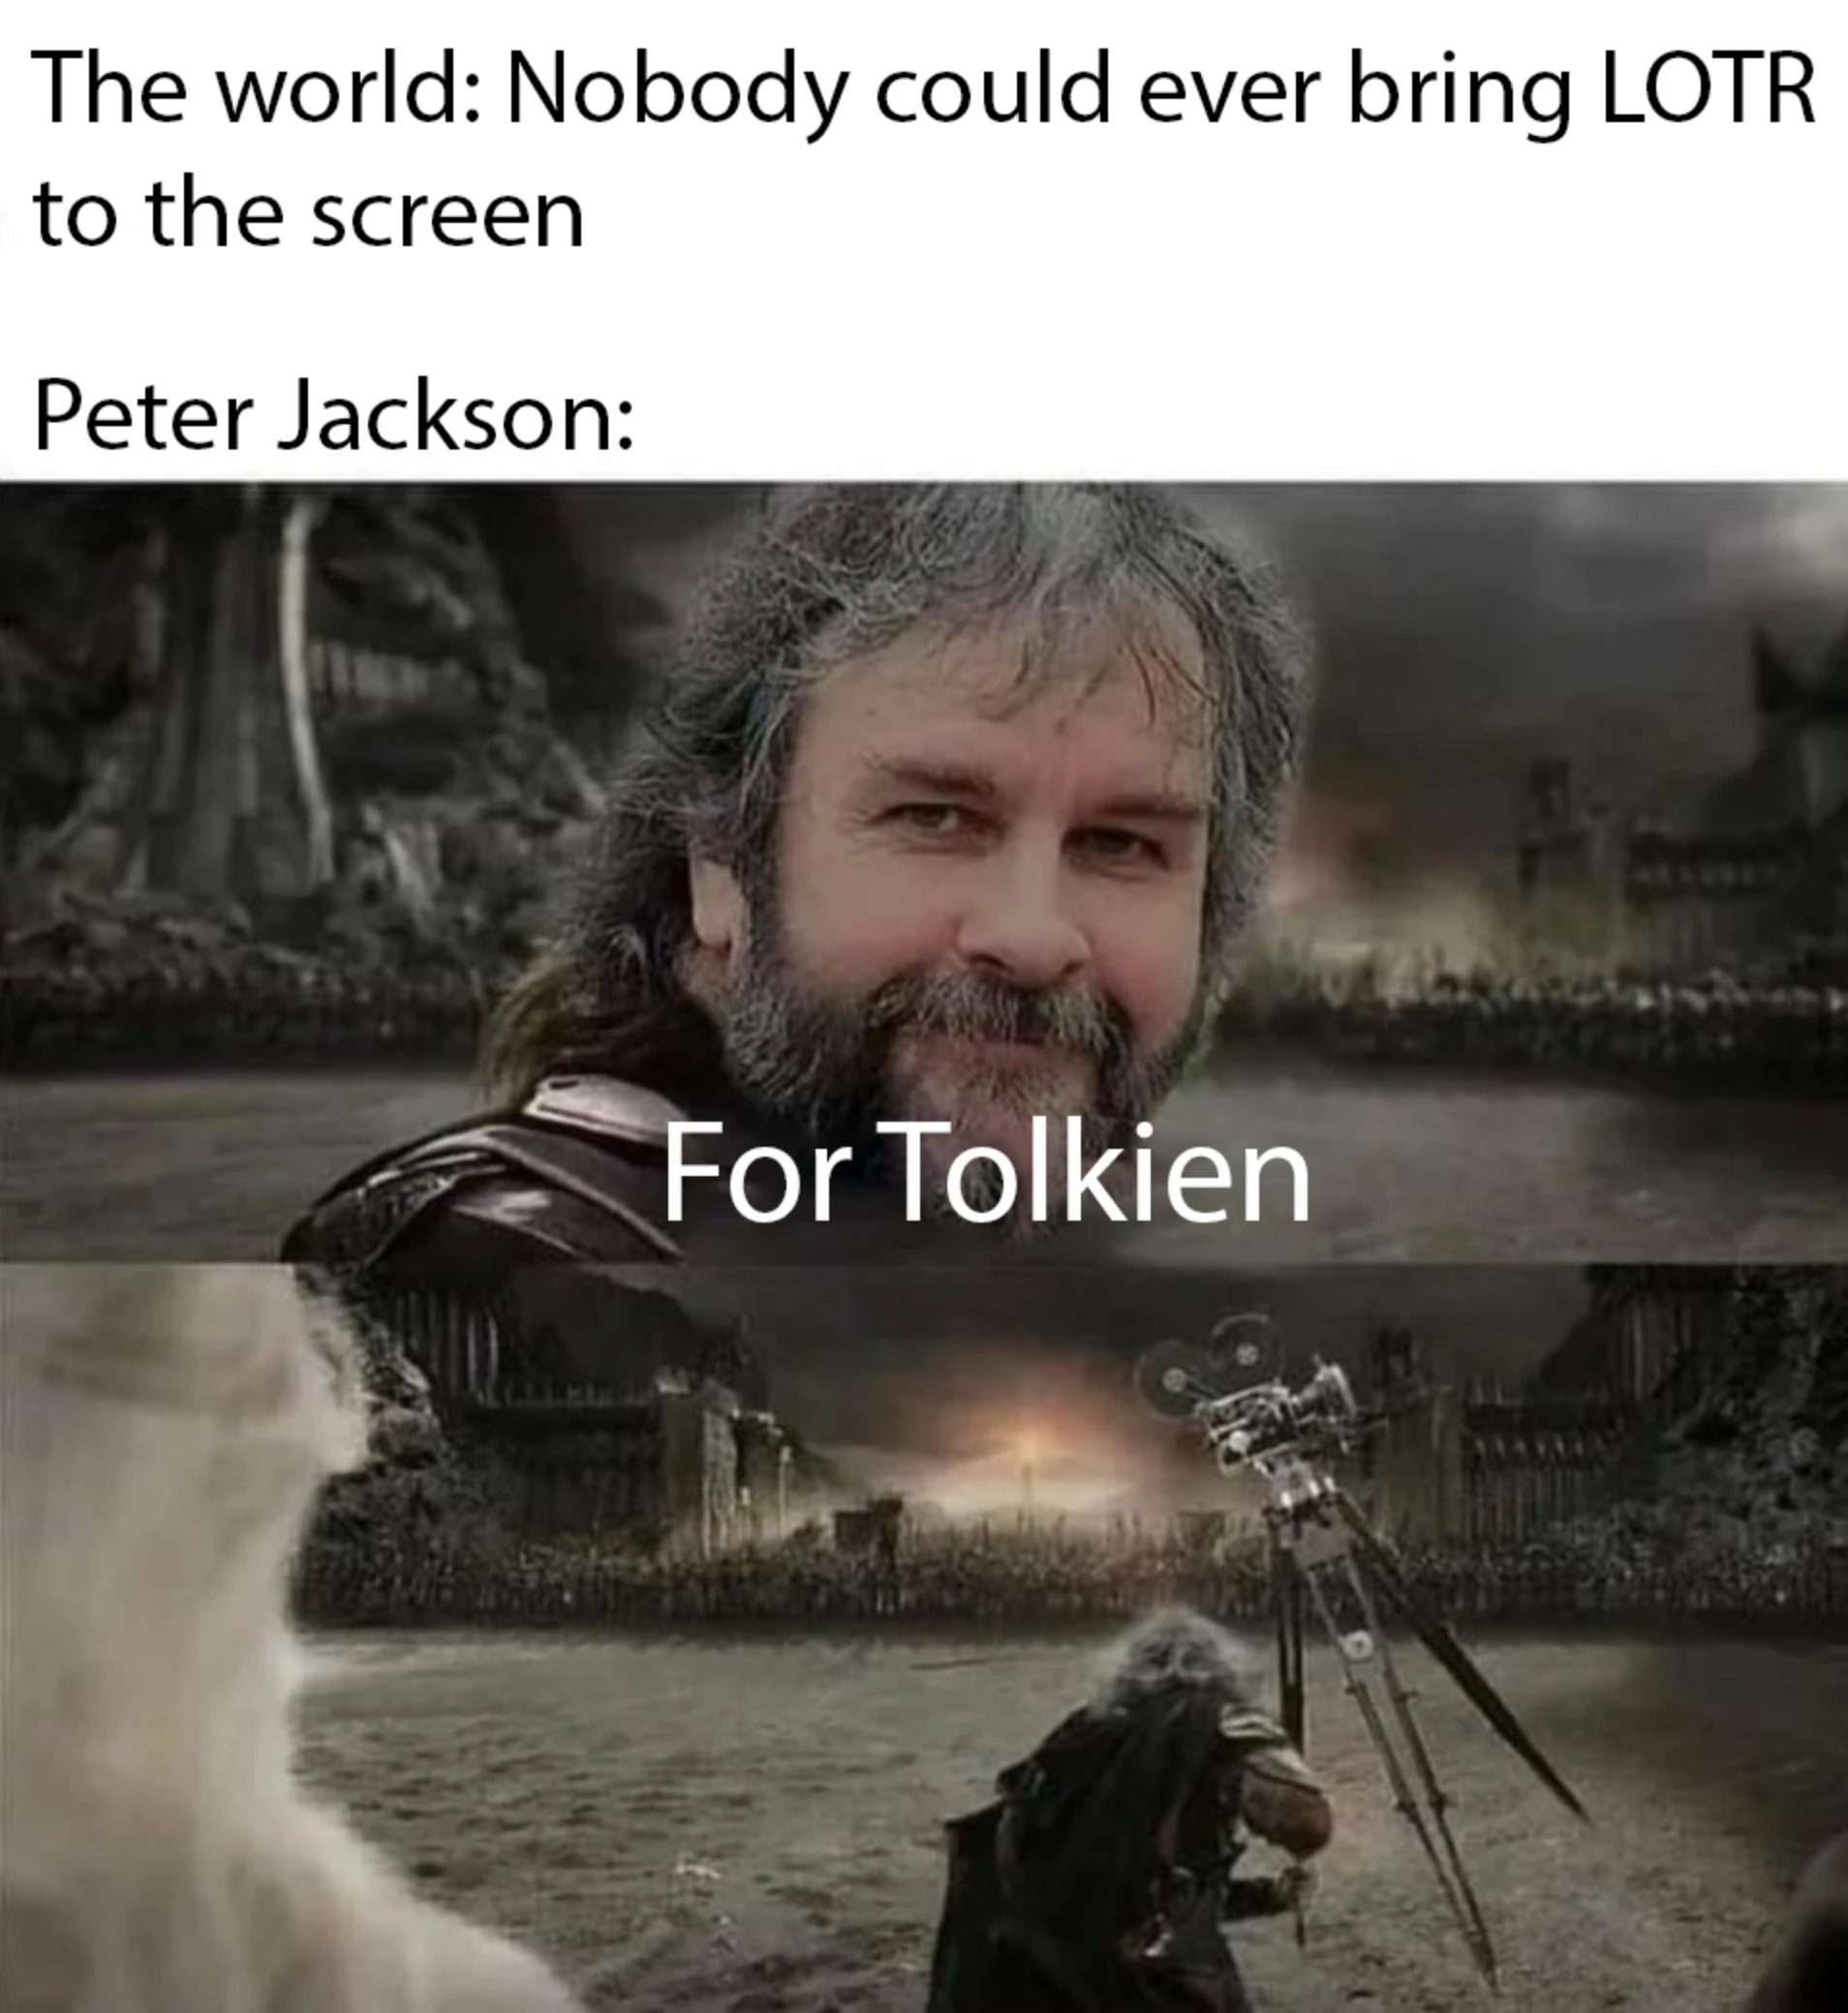 The world: Nobody could ever bring LOTR
to the screen
Peter Jackson:
For Tolkien